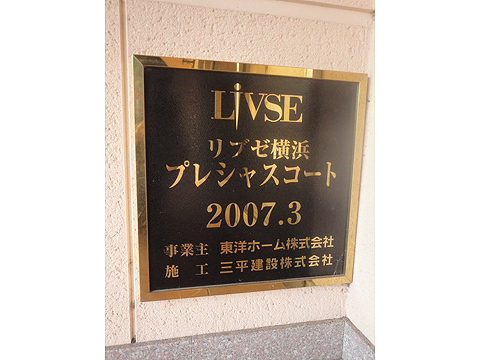 LiVSE
リブゼ横浜
プレシャスコート
2007.3
事業主 東洋ホーム株式会社
施工 三平建設株式会社